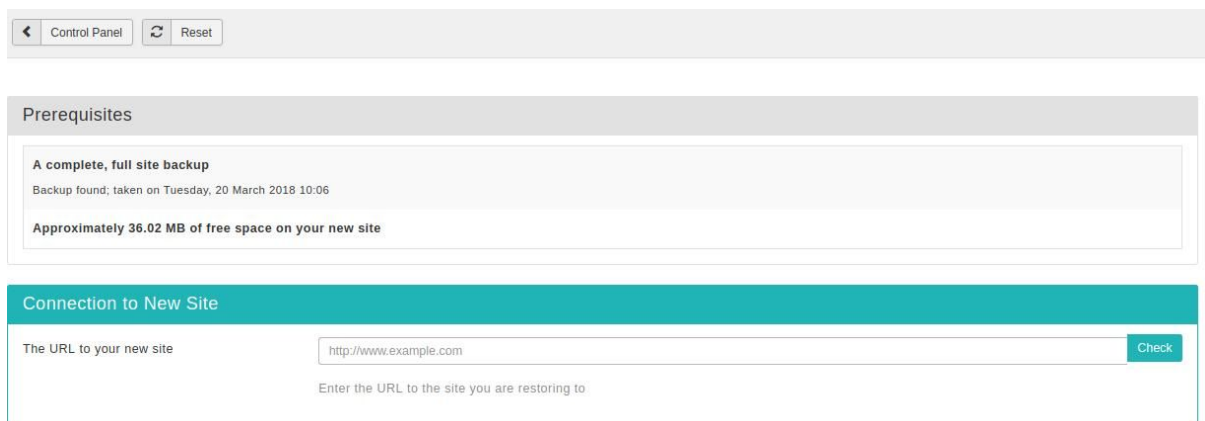 Control Panel
Reset
Prerequisites
A complete, full site backup
Backup found; taken on Tuesday, 20 March 2018 10:06
Approximately 36.02 MB of free space on your new site
Connection to New Site
The URL to your new site
http://www.example.com
Check
Enter the URL to the site you are restoring to